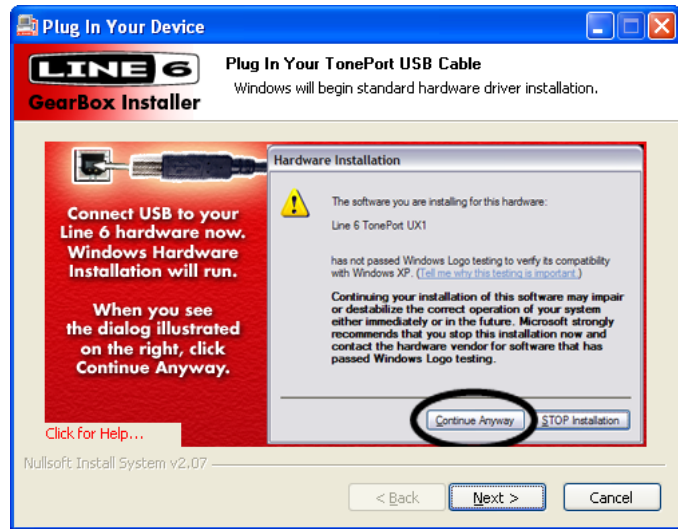 Plug In Your Device
LINE 6
GearBox Installer
Plug In Your TonePort USB Cable
Windows will begin standard hardware driver installation.
Connect USB to your
Line 6 hardware now.
Windows Hardware
Installation will run.
When you see
the dialog illustrated
on the right, click
Continue Anyway.
Click for Help...
Hardware Installation
The software you are installing for this hardware:
Line 6 TonePort UX1
has not passed Windows Logo testing to verify its compatibility
with Windows XP. (Tell me why this testing is important.)
Continuing your installation of this software may impair
or destabilize the correct operation of your system
either immediately or in the future. Microsoft strongly
recommends that you stop this installation now and
contact the hardware vendor for software that has
passed Windows Logo testing.
Continue Anyway
STOP Installation
Nullsoft Install System v2.07
< Back
Next >
Cancel